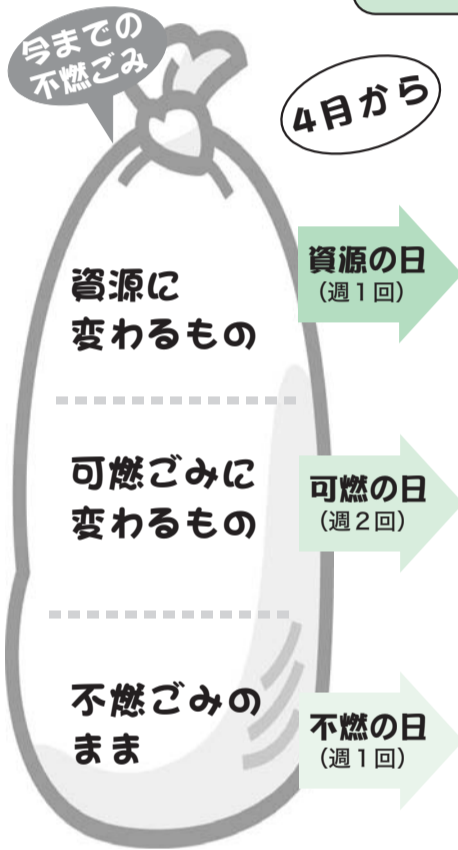 今までの
不燃ごみ
4月から
資源に
変わるもの
資源の日
（週1回）
可燃ごみに
変わるもの
可燃の日
（週2回）
不燃ごみの
まま
不燃の日
（週1回）